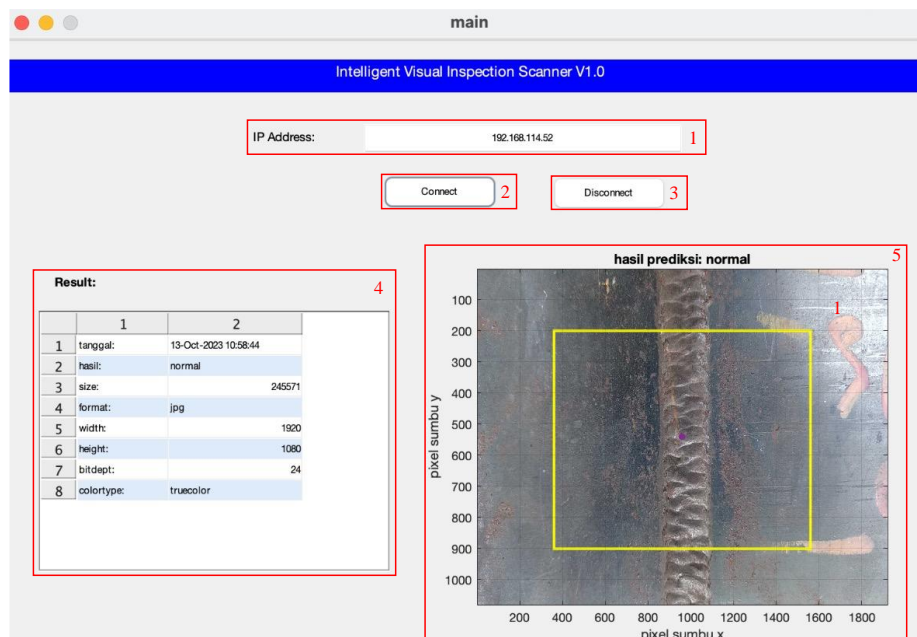 main
Intelligent Visual Inspection Scanner V1.0
IP Address: 192.168.114.52 1
Connect 2 Disconnect 3
Result: 4
1 2
1 tanggal: 13-Oct-2023 10:58:44
2 hasil: normal
3 size: 245571
4 format: jpg
5 width: 1920
6 height: 1080
7 bitdept: 24
8 colortype: truecolor
5
hasil prediksi: normal
1
100
200
300
400
500
600
700
800
900
1000
pixel sumbu y
200 400 600 800 1000 1200 1400 1600 1800
pixel sumbu x